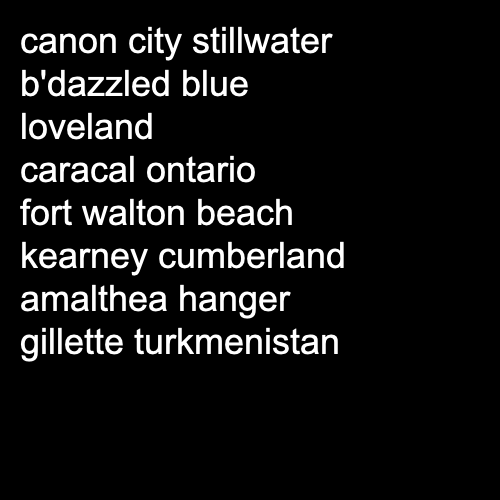 canon city stillwater
b'dazzled blue
loveland
caracal ontario
fort walton beach
kearney cumberland
amalthea hanger
gillette turkmenistan